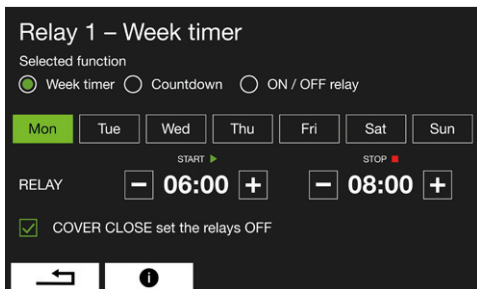 Relay 1 – Week timer
Selected function
Week timer Countdown ON / OFF relay
Mon Tue Wed Thu Fri Sat Sun
START STOP
RELAY − 06:00 + − 08:00 +
COVER CLOSE set the relays OFF
i